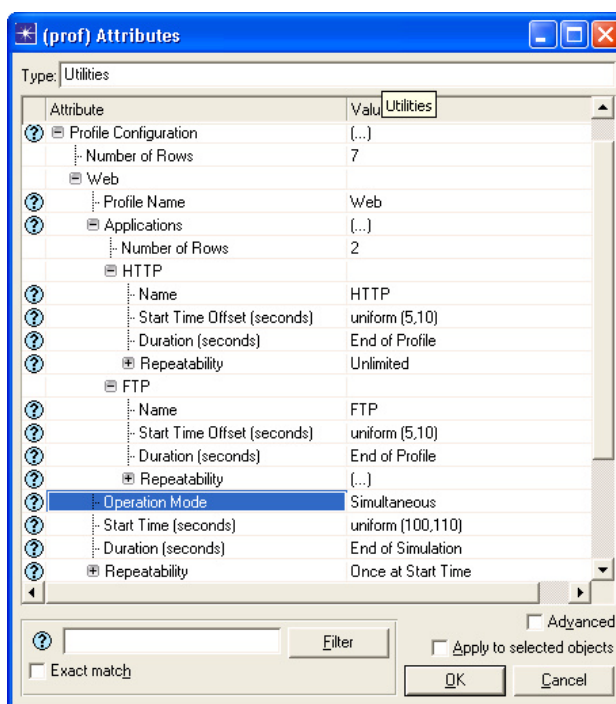 (prof) Attributes
Type: Utilities
Attribute Valu Utilities
Profile Configuration (...)
Number of Rows 7
Web
Profile Name Web
Applications (...)
Number of Rows 2
HTTP
Name HTTP
Start Time Offset (seconds) uniform (5,10)
Duration (seconds) End of Profile
Repeatability Unlimited
FTP
Name FTP
Start Time Offset (seconds) uniform (5,10)
Duration (seconds) End of Profile
Repeatability (...)
Operation Mode Simultaneous
Start Time (seconds) uniform (100,110)
Duration (seconds) End of Simulation
Repeatability Once at Start Time
Advanced
Filter Apply to selected objects
Exact match OK Cancel